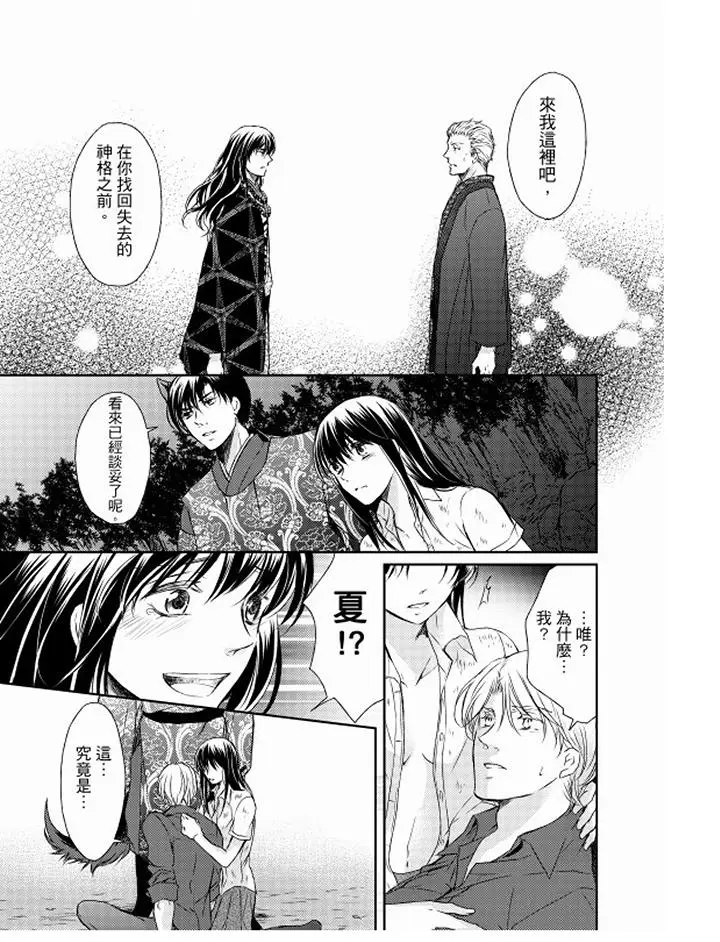 來我這裡吧，
在你找回失去的
神格之前。
看來已經談妥了呢。
…唯？
為什麼…
我？
夏!?
這…
究竟是…